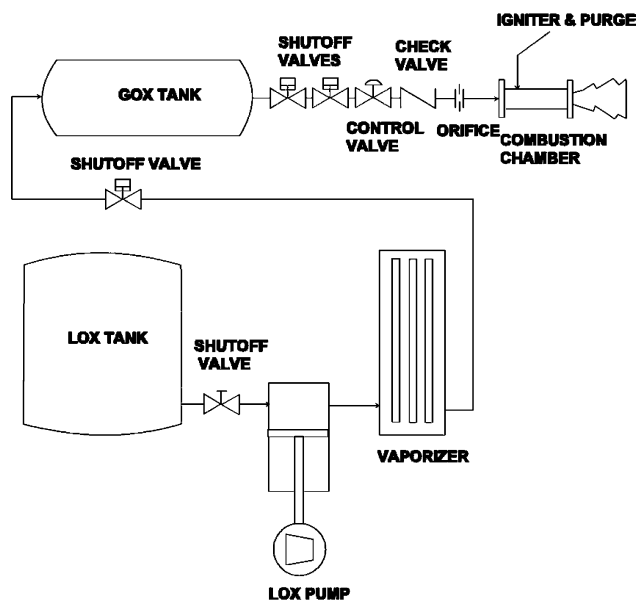 IGNITER & PURGE
SHUTOFF
VALVES
CHECK
VALVE
GOX TANK
CONTROL
VALVE
ORIFICE
COMBUSTION
CHAMBER
SHUTOFF VALVE
LOX TANK
SHUTOFF
VALVE
VAPORIZER
LOX PUMP